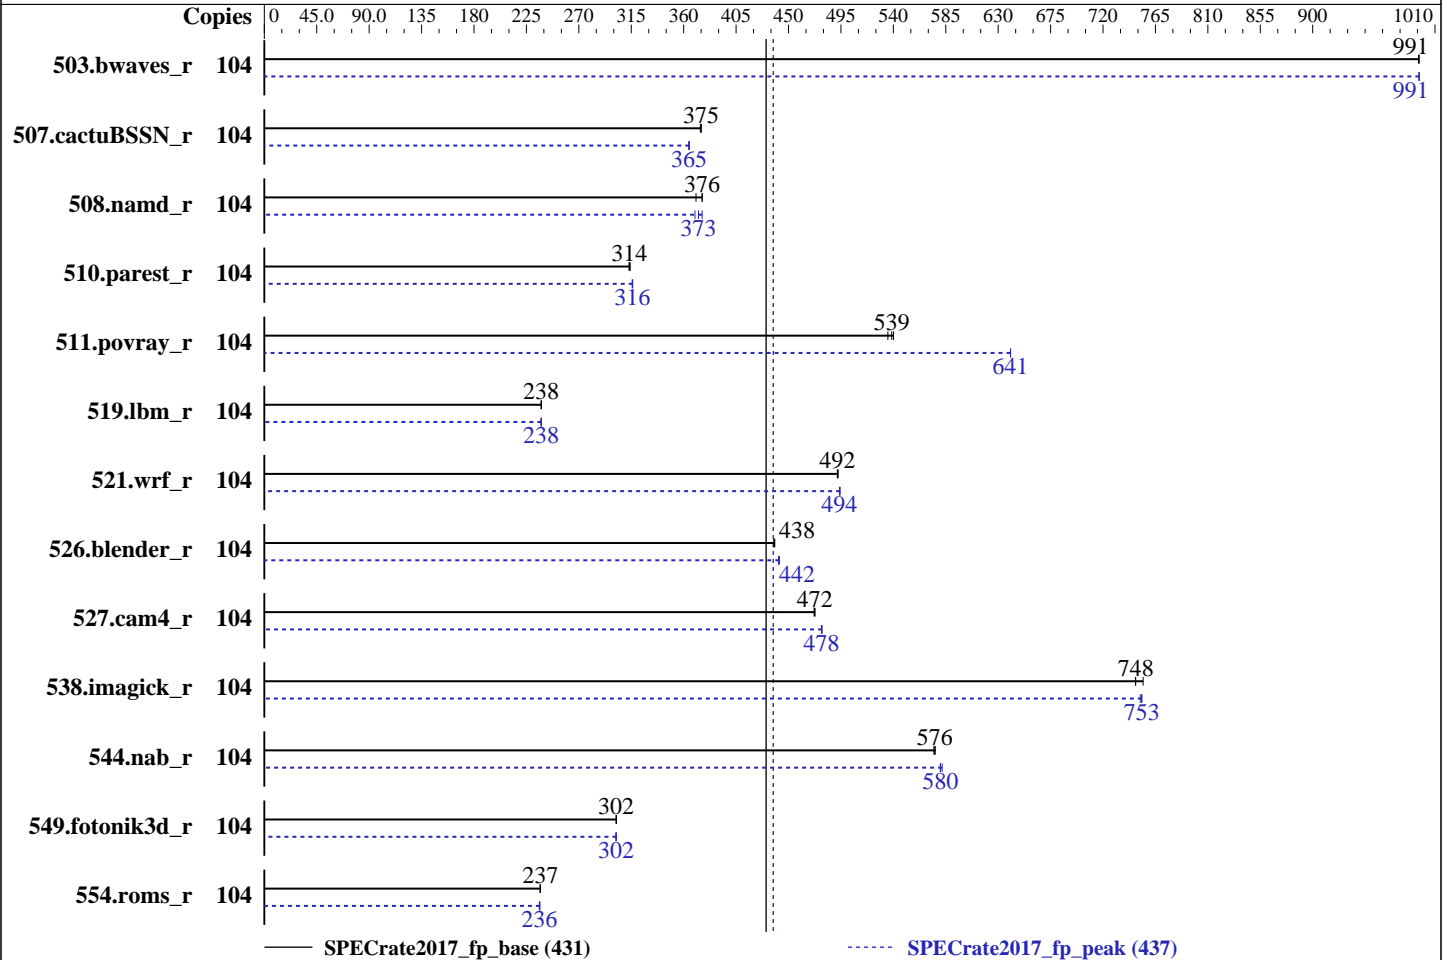 Copies 0 45.0 90.0 135 180 225 270 315 360 405 450 495 540 585 630 675 720 765 810 855 900 1010
503.bwaves_r 104 991
991
507.cactuBSSN_r 104 375
365
508.namd_r 104 376
373
510.parest_r 104 314
316
511.povray_r 104 539
641
519.lbm_r 104 238
238
521.wrf_r 104 492
494
526.blender_r 104 438
442
527.cam4_r 104 472
478
538.imagick_r 104 748
753
544.nab_r 104 576
580
549.fotonik3d_r 104 302
302
554.roms_r 104 237
236
SPECrate2017_fp_base (431) SPECrate2017_fp_peak (437)